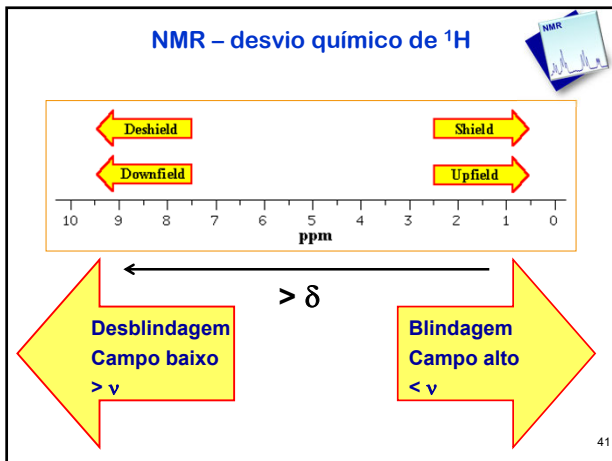 NMR – desvio químico de ¹H
NMR
Deshield Shield
Downfield Upfield
10 9 8 7 6 5 4 3 2 1 0
ppm
> δ
Desblindagem
Campo baixo
> ν
Blindagem
Campo alto
< ν
41